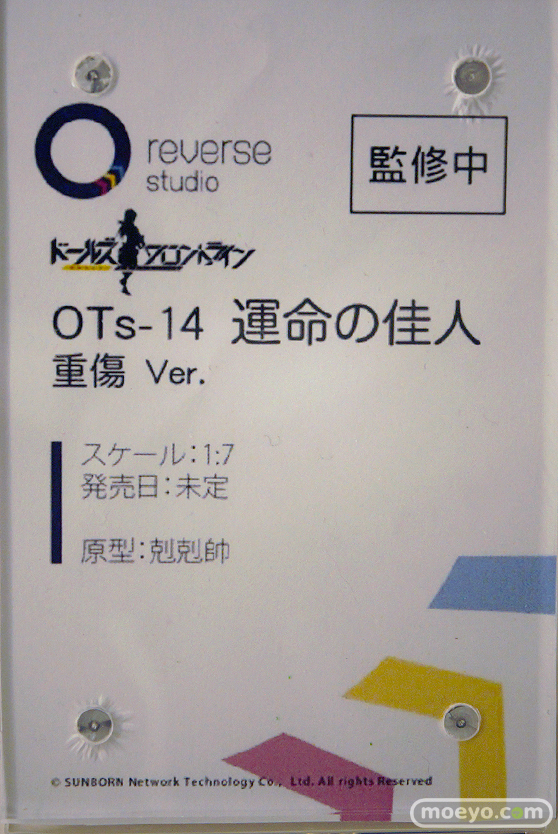 reverse
studio
監修中
ドールズフロントライン
OTs-14 運命の佳人
重傷 Ver.
スケール:1:7
発売日:未定
原型:剋剋帥
© SUNBORN Network Technology Co., Ltd. All rights Reserved
moeyo.com